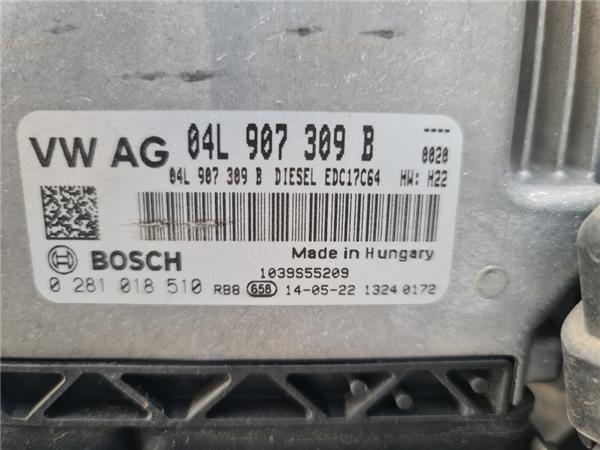 VW AG 04L 907 309 B ----
0020
04L 907 309 B DIESEL EDC17C64 HW: H22
BOSCH Made in Hungary
1039S55209
0 281 018 510 RB8 658 14-05-22 1324 0172